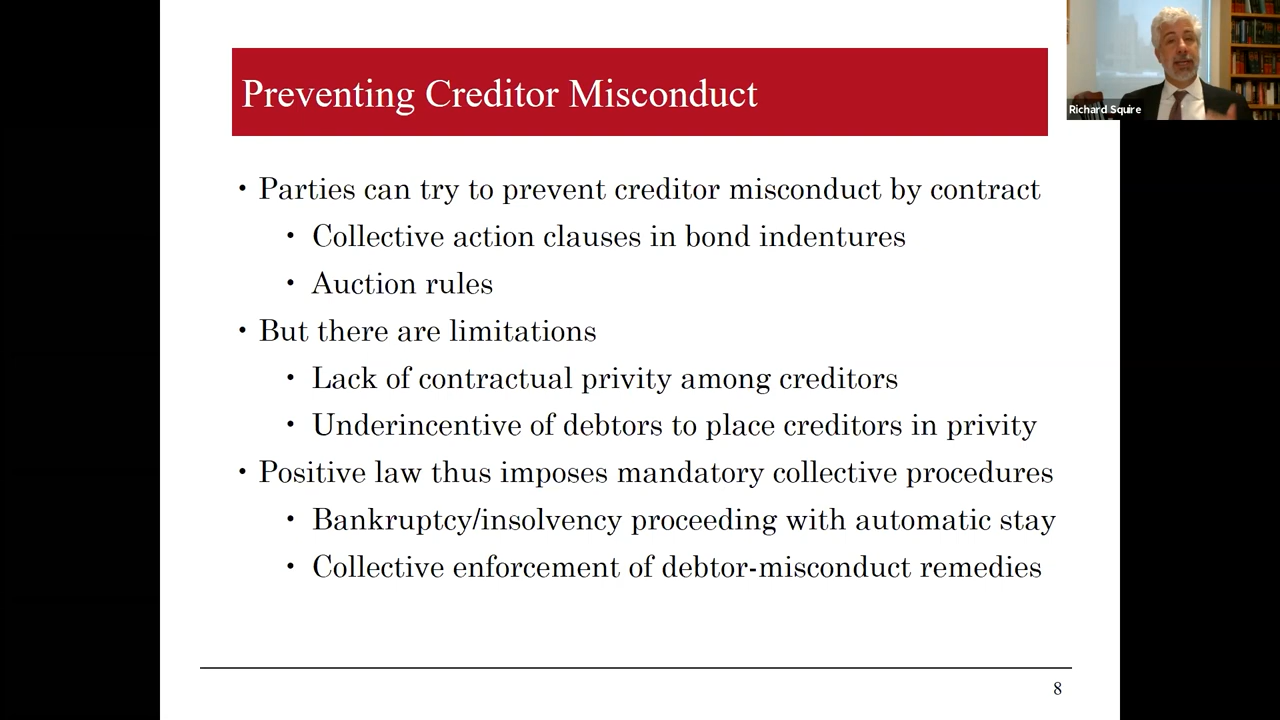 Preventing Creditor Misconduct
Richard Squire
• Parties can try to prevent creditor misconduct by contract
• Collective action clauses in bond indentures
• Auction rules
• But there are limitations
• Lack of contractual privity among creditors
• Underincentive of debtors to place creditors in privity
• Positive law thus imposes mandatory collective procedures
• Bankruptcy/insolvency proceeding with automatic stay
• Collective enforcement of debtor-misconduct remedies
8